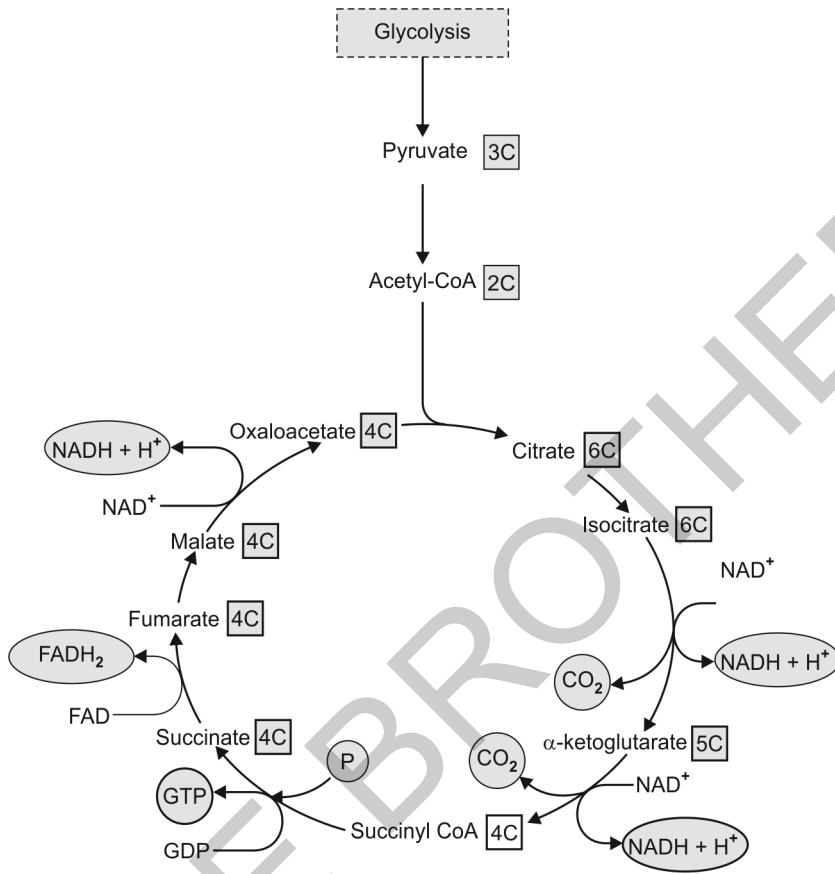 Glycolysis
Pyruvate 3C
Acetyl-CoA 2C
Oxaloacetate 4C
Citrate 6C
NADH + H+
NAD+
Isocitrate 6C
Malate 4C
NAD+
Fumarate 4C
FADH2
NADH + H+
CO2
FAD
Succinate 4C
α-ketoglutarate 5C
P
CO2
NAD+
GTP
Succinyl CoA 4C
GDP
NADH + H+
E BROTHE